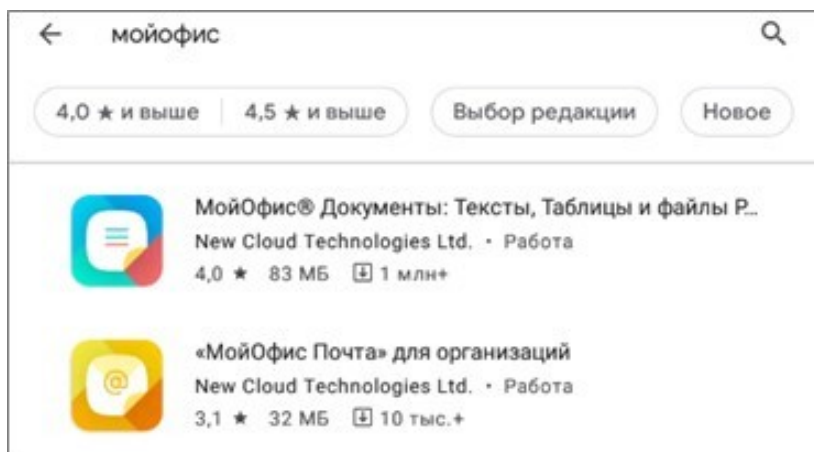 мойофис
4,0 ★ и выше 4,5 ★ и выше Выбор редакции Новое
МойОфис® Документы: Тексты, Таблицы и файлы P...
New Cloud Technologies Ltd. • Работа
4,0 ★ 83 МБ 1 млн+
@
«МойОфис Почта» для организаций
New Cloud Technologies Ltd. • Работа
3,1 ★ 32 МБ 10 тыс.+